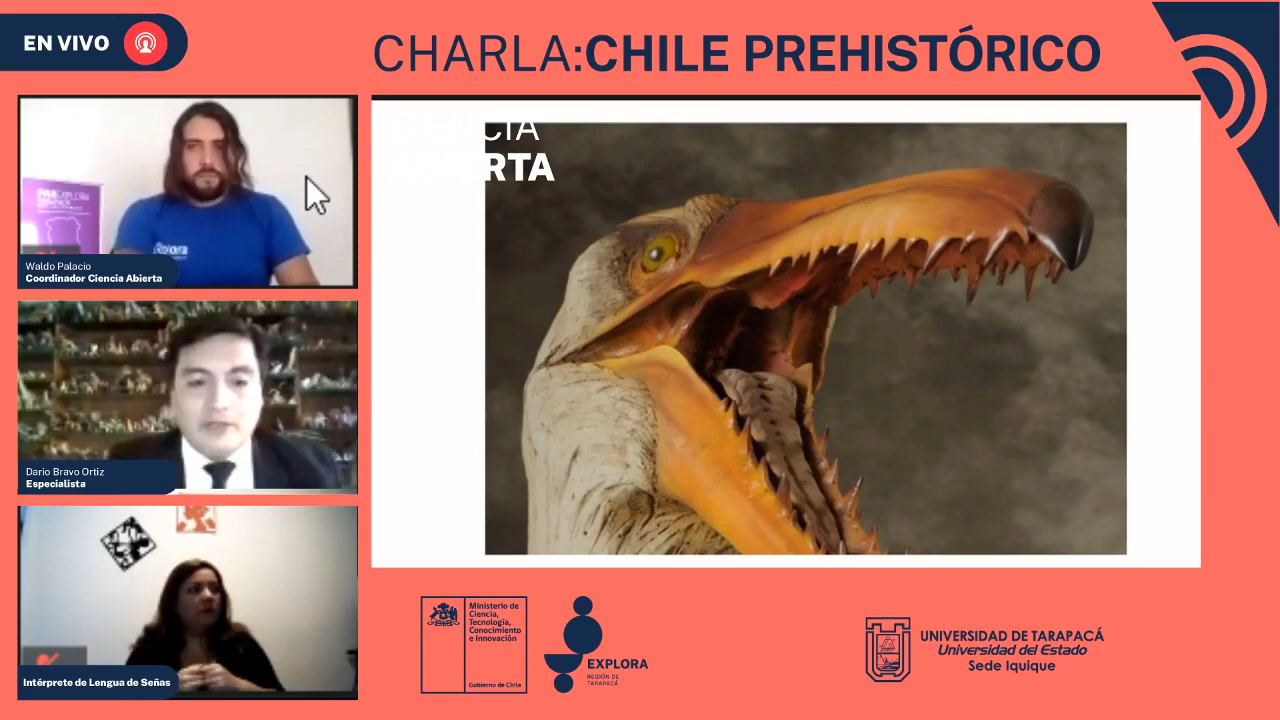 EN VIVO
CHARLA:CHILE PREHISTÓRICO
Waldo Palacio
Coordinador Ciencia Abierta
Dario Bravo Ortiz
Especialista
Intérprete de Lengua de Señas
Ministerio de
Ciencia,
Tecnología,
Conocimiento
e Innovación
Gobierno de Chile
EXPLORA
REGIÓN DE
TARAPACÁ
UNIVERSIDAD DE TARAPACÁ
Universidad del Estado
Sede Iquique